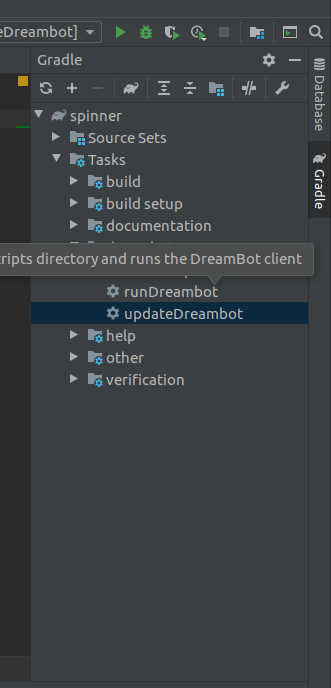 eDreambot]
Gradle
spinner
Source Sets
Tasks
build
build setup
documentation
ripts directory and runs the DreamBot client
runDreambot
updateDreambot
help
other
verification
Database
Gradle